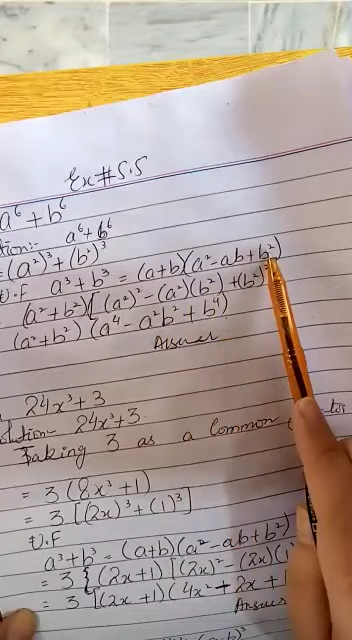 Ex # 5.5
a⁶ + b⁶
tion:- a⁶ + b⁶
= (a²)³ + (b²)³
U.F a³ + b³ = (a+b)(a² - ab + b²)
(a² + b²) [(a²)² - (a²)(b²) + (b²)²
(a² + b²) (a⁴ - a²b² + b⁴)
Answer
24x³ + 3
olution- 24x³ + 3
Taking 3 as a common
= 3 (8x³ + 1)
= 3 [(2x)³ + (1)³]
U.F
a³ + b³ = (a+b)(a² - ab + b²)
= 3 {(2x+1) [(2x)² - (2x)(1
= 3 [(2x+1) (4x² + 2x + 1
Answer